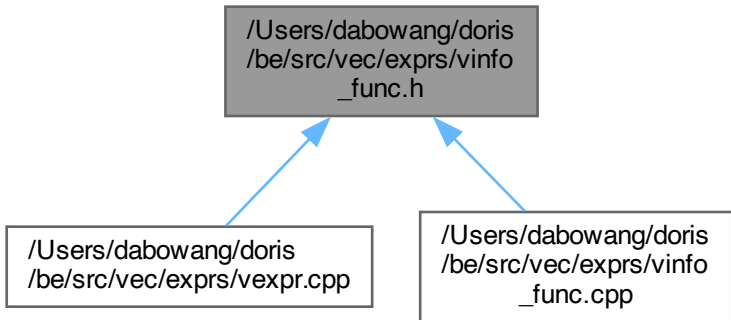 /Users/dabowang/doris
/be/src/vec/exprs/vinfo
_func.h
/Users/dabowang/doris
/be/src/vec/exprs/vexpr.cpp
/Users/dabowang/doris
/be/src/vec/exprs/vinfo
_func.cpp